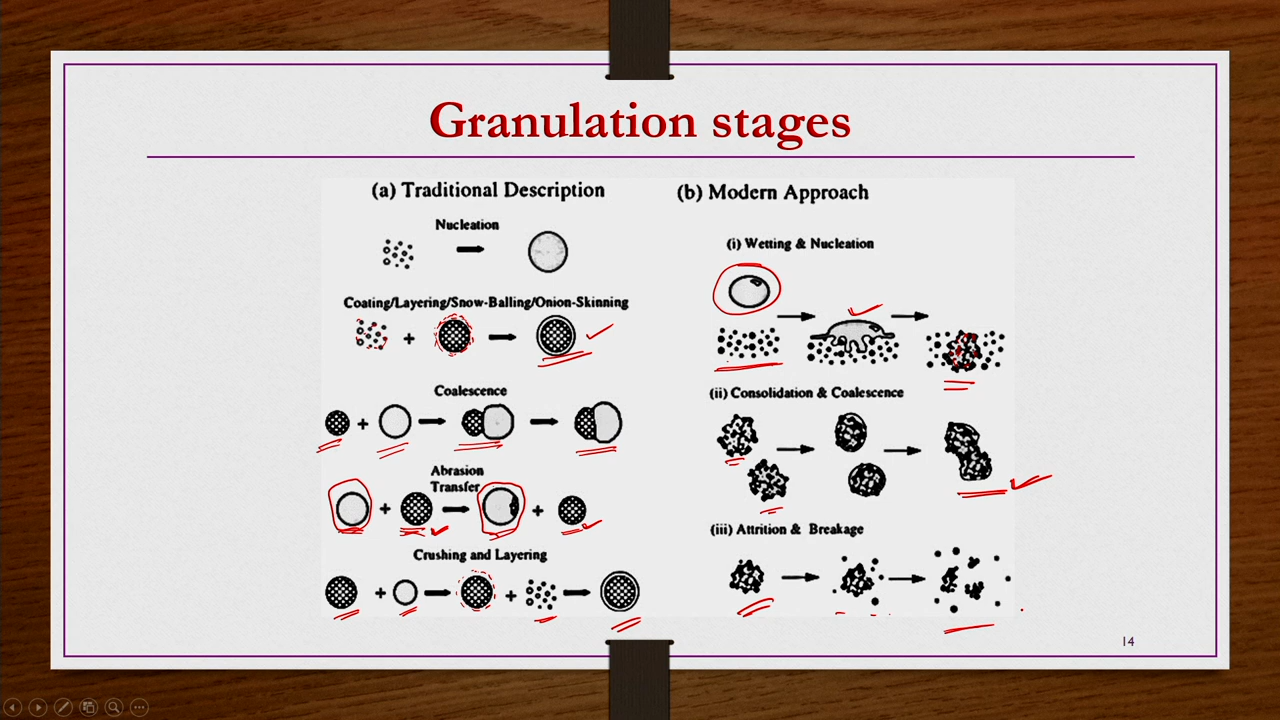 Granulation stages
(a) Traditional Description
Nucleation
Coating/Layering/Snow-Balling/Onion-Skinning
Coalescence
Abrasion
Transfer
Crushing and Layering
(b) Modern Approach
(i) Wetting & Nucleation
(ii) Consolidation & Coalescence
(iii) Attrition & Breakage
14